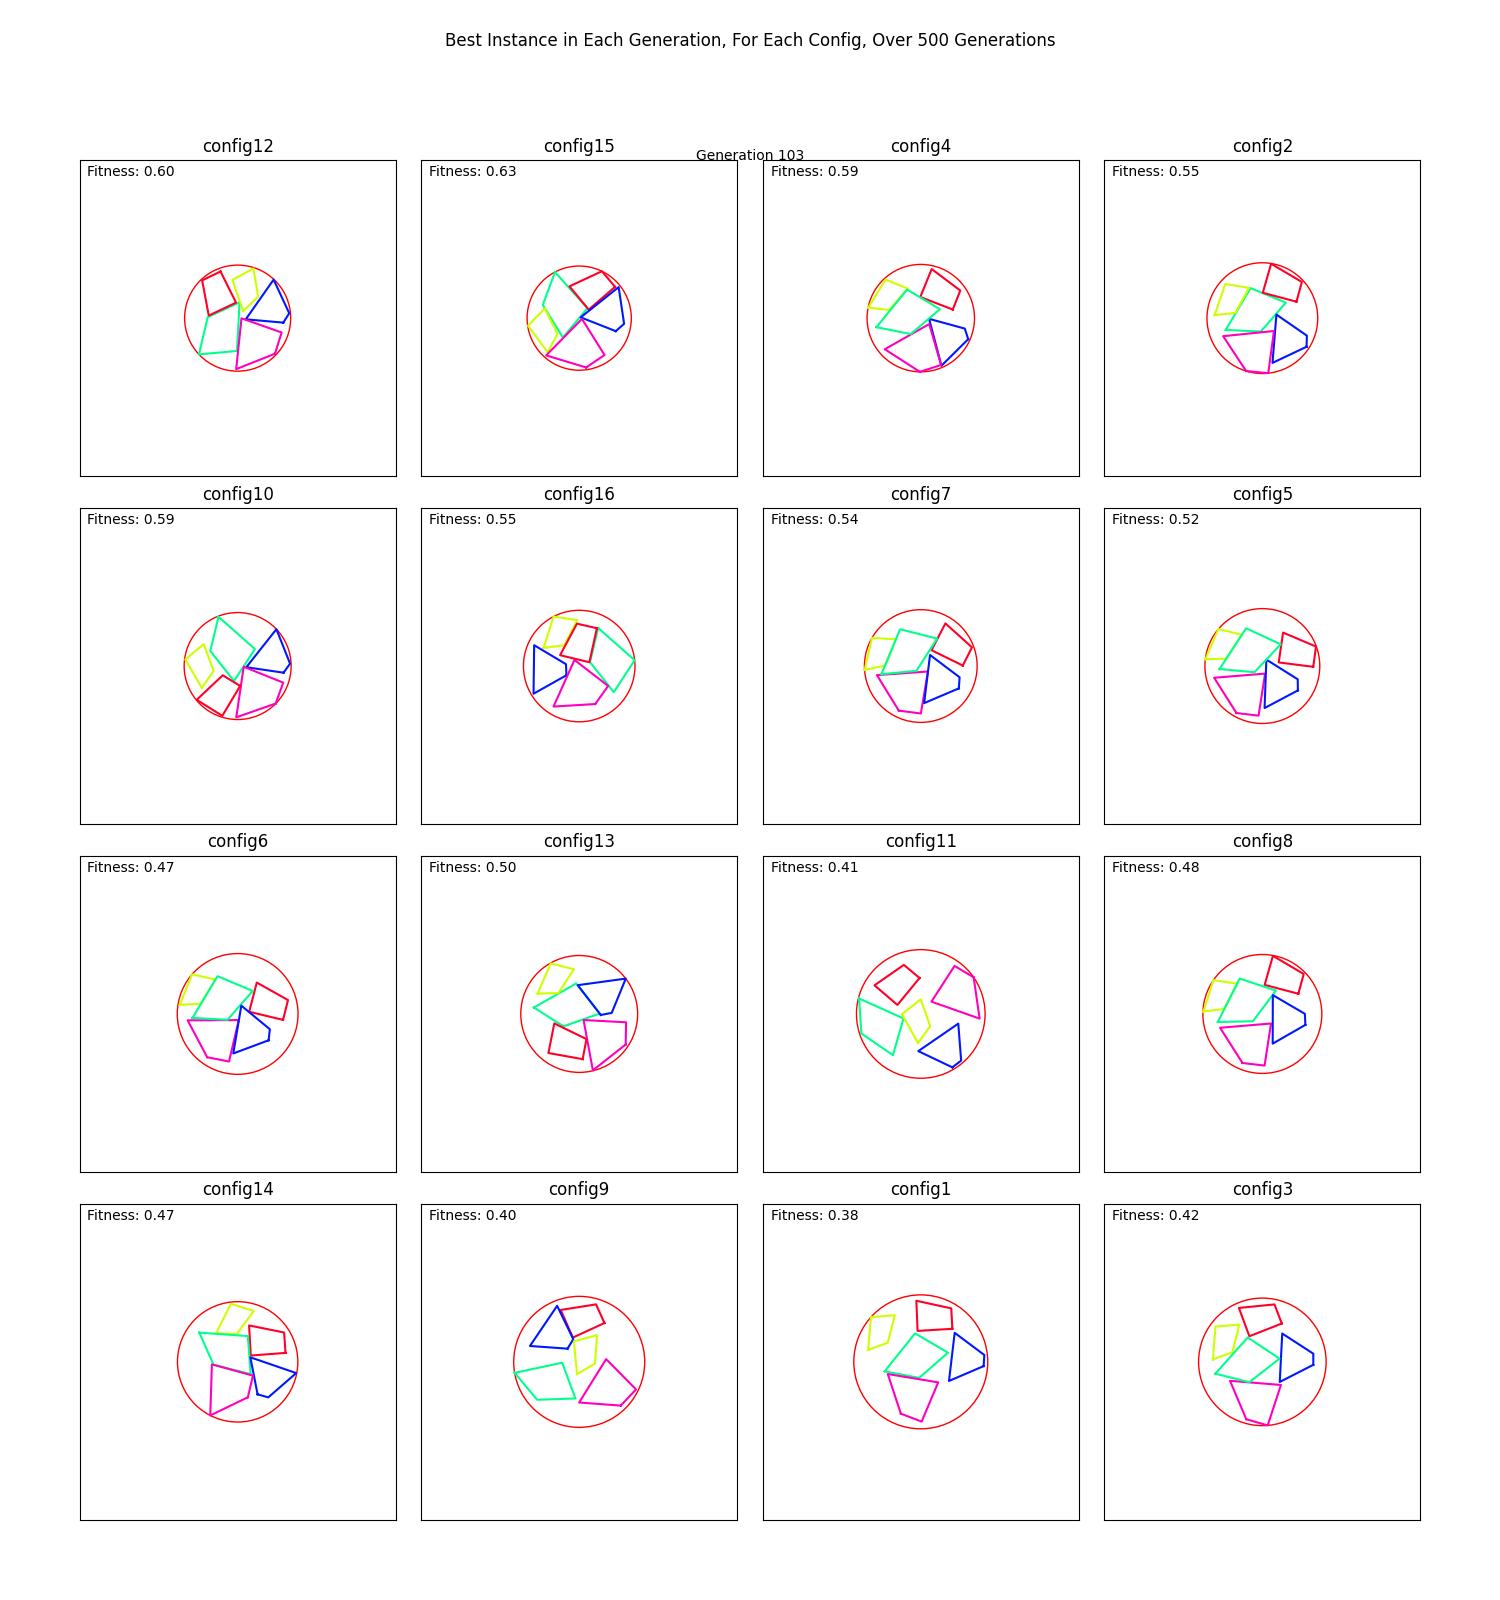 Best Instance in Each Generation, For Each Config, Over 500 Generations
config12
config15
Generation 103
config4
config2
Fitness: 0.60
Fitness: 0.63
Fitness: 0.59
Fitness: 0.55
config10
config16
config7
config5
Fitness: 0.59
Fitness: 0.55
Fitness: 0.54
Fitness: 0.52
config6
config13
config11
config8
Fitness: 0.47
Fitness: 0.50
Fitness: 0.41
Fitness: 0.48
config14
config9
config1
config3
Fitness: 0.47
Fitness: 0.40
Fitness: 0.38
Fitness: 0.42